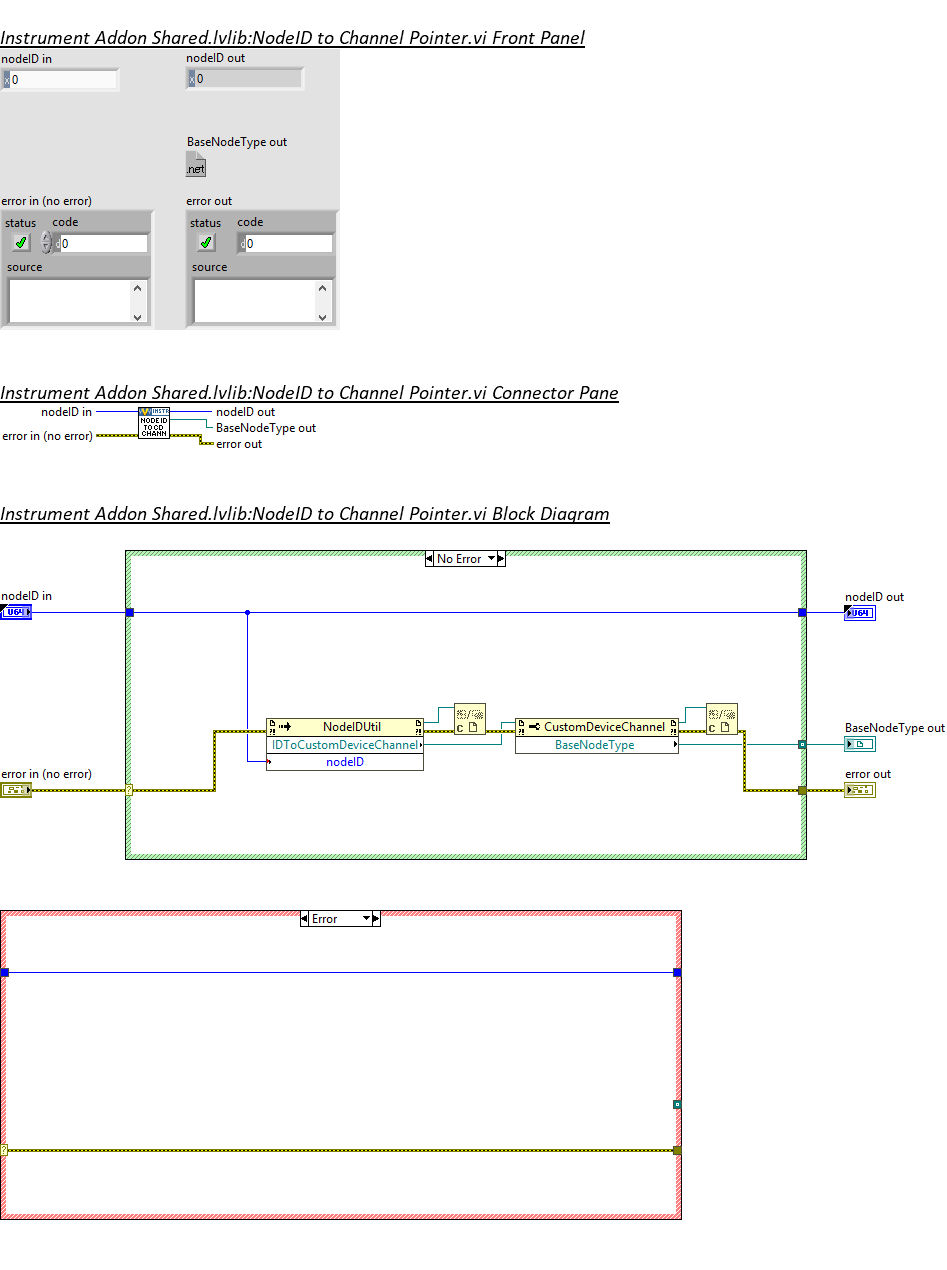 Instrument Addon Shared.lvlib:NodeID to Channel Pointer.vi Front Panel
nodeID in
nodeID out
x 0
x 0
BaseNodeType out
.net
error in (no error)
error out
status code
status code
d 0
d 0
source
source
Instrument Addon Shared.lvlib:NodeID to Channel Pointer.vi Connector Pane
nodeID in
INSTR
NODE ID
TO CD
CHANN
nodeID out
BaseNodeType out
error in (no error)
error out
Instrument Addon Shared.lvlib:NodeID to Channel Pointer.vi Block Diagram
No Error
nodeID in
U64
nodeID out
U64
NodeIDUtil
IDToCustomDeviceChannel
nodeID
C
CustomDeviceChannel
BaseNodeType
C
BaseNodeType out
error in (no error)
?
error out
Error
?